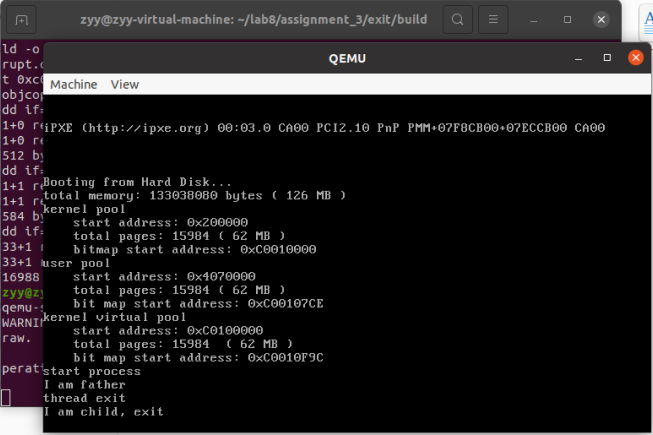 zyy@zyy-virtual-machine: ~/lab8/assignment_3/exit/build
ld -o
rupt.
t 0xc
objcop
dd if=
1+0 re
1+0 re
512 by
dd if=
1+1 re
1+1 re
584 by
dd if=
33+1
33+1
16988
zyy@zy
qemu-s
WARNIN
raw.
perat
QEMU
Machine View
iPXE (http://ipxe.org) 00:03.0 CA00 PCI2.10 PnP PMM+07F8CB00+07ECCB00 CA00
Booting from Hard Disk...
total memory: 133038080 bytes ( 126 MB )
kernel pool
start address: 0x200000
total pages: 15984 ( 62 MB )
bitmap start address: 0xC0010000
user pool
start address: 0x4070000
total pages: 15984 ( 62 MB )
bit map start address: 0xC00107CE
kernel virtual pool
start address: 0xC0100000
total pages: 15984 ( 62 MB )
bit map start address: 0xC0010F9C
start process
I am father
thread exit
I am child, exit